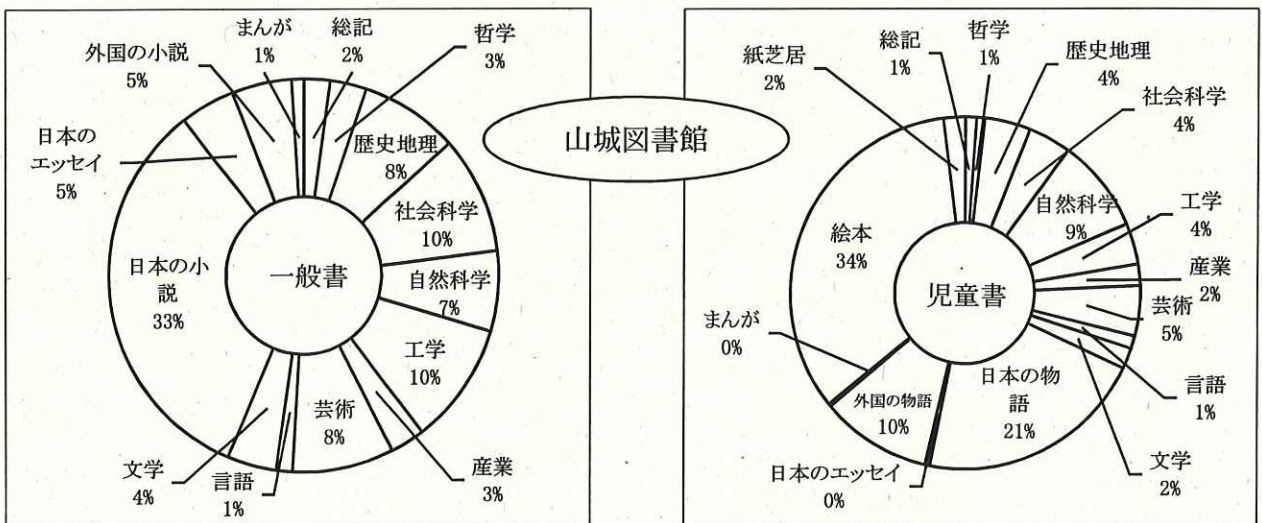 まんが
1%
総記
2%
哲学
3%
外国の小説
5%
歴史地理
8%
日本の
エッセイ
5%
社会科学
10%
自然科学
7%
日本の小
説
33%
一般書
工学
10%
芸術
8%
産業
3%
文学
4%
言語
1%
山城図書館
紙芝居
2%
総記
1%
哲学
1%
歴史地理
4%
社会科学
4%
自然科学
9%
工学
4%
絵本
34%
児童書
産業
2%
芸術
5%
まんが
0%
言語
1%
日本の物
語
21%
外国の物語
10%
文学
2%
日本のエッセイ
0%